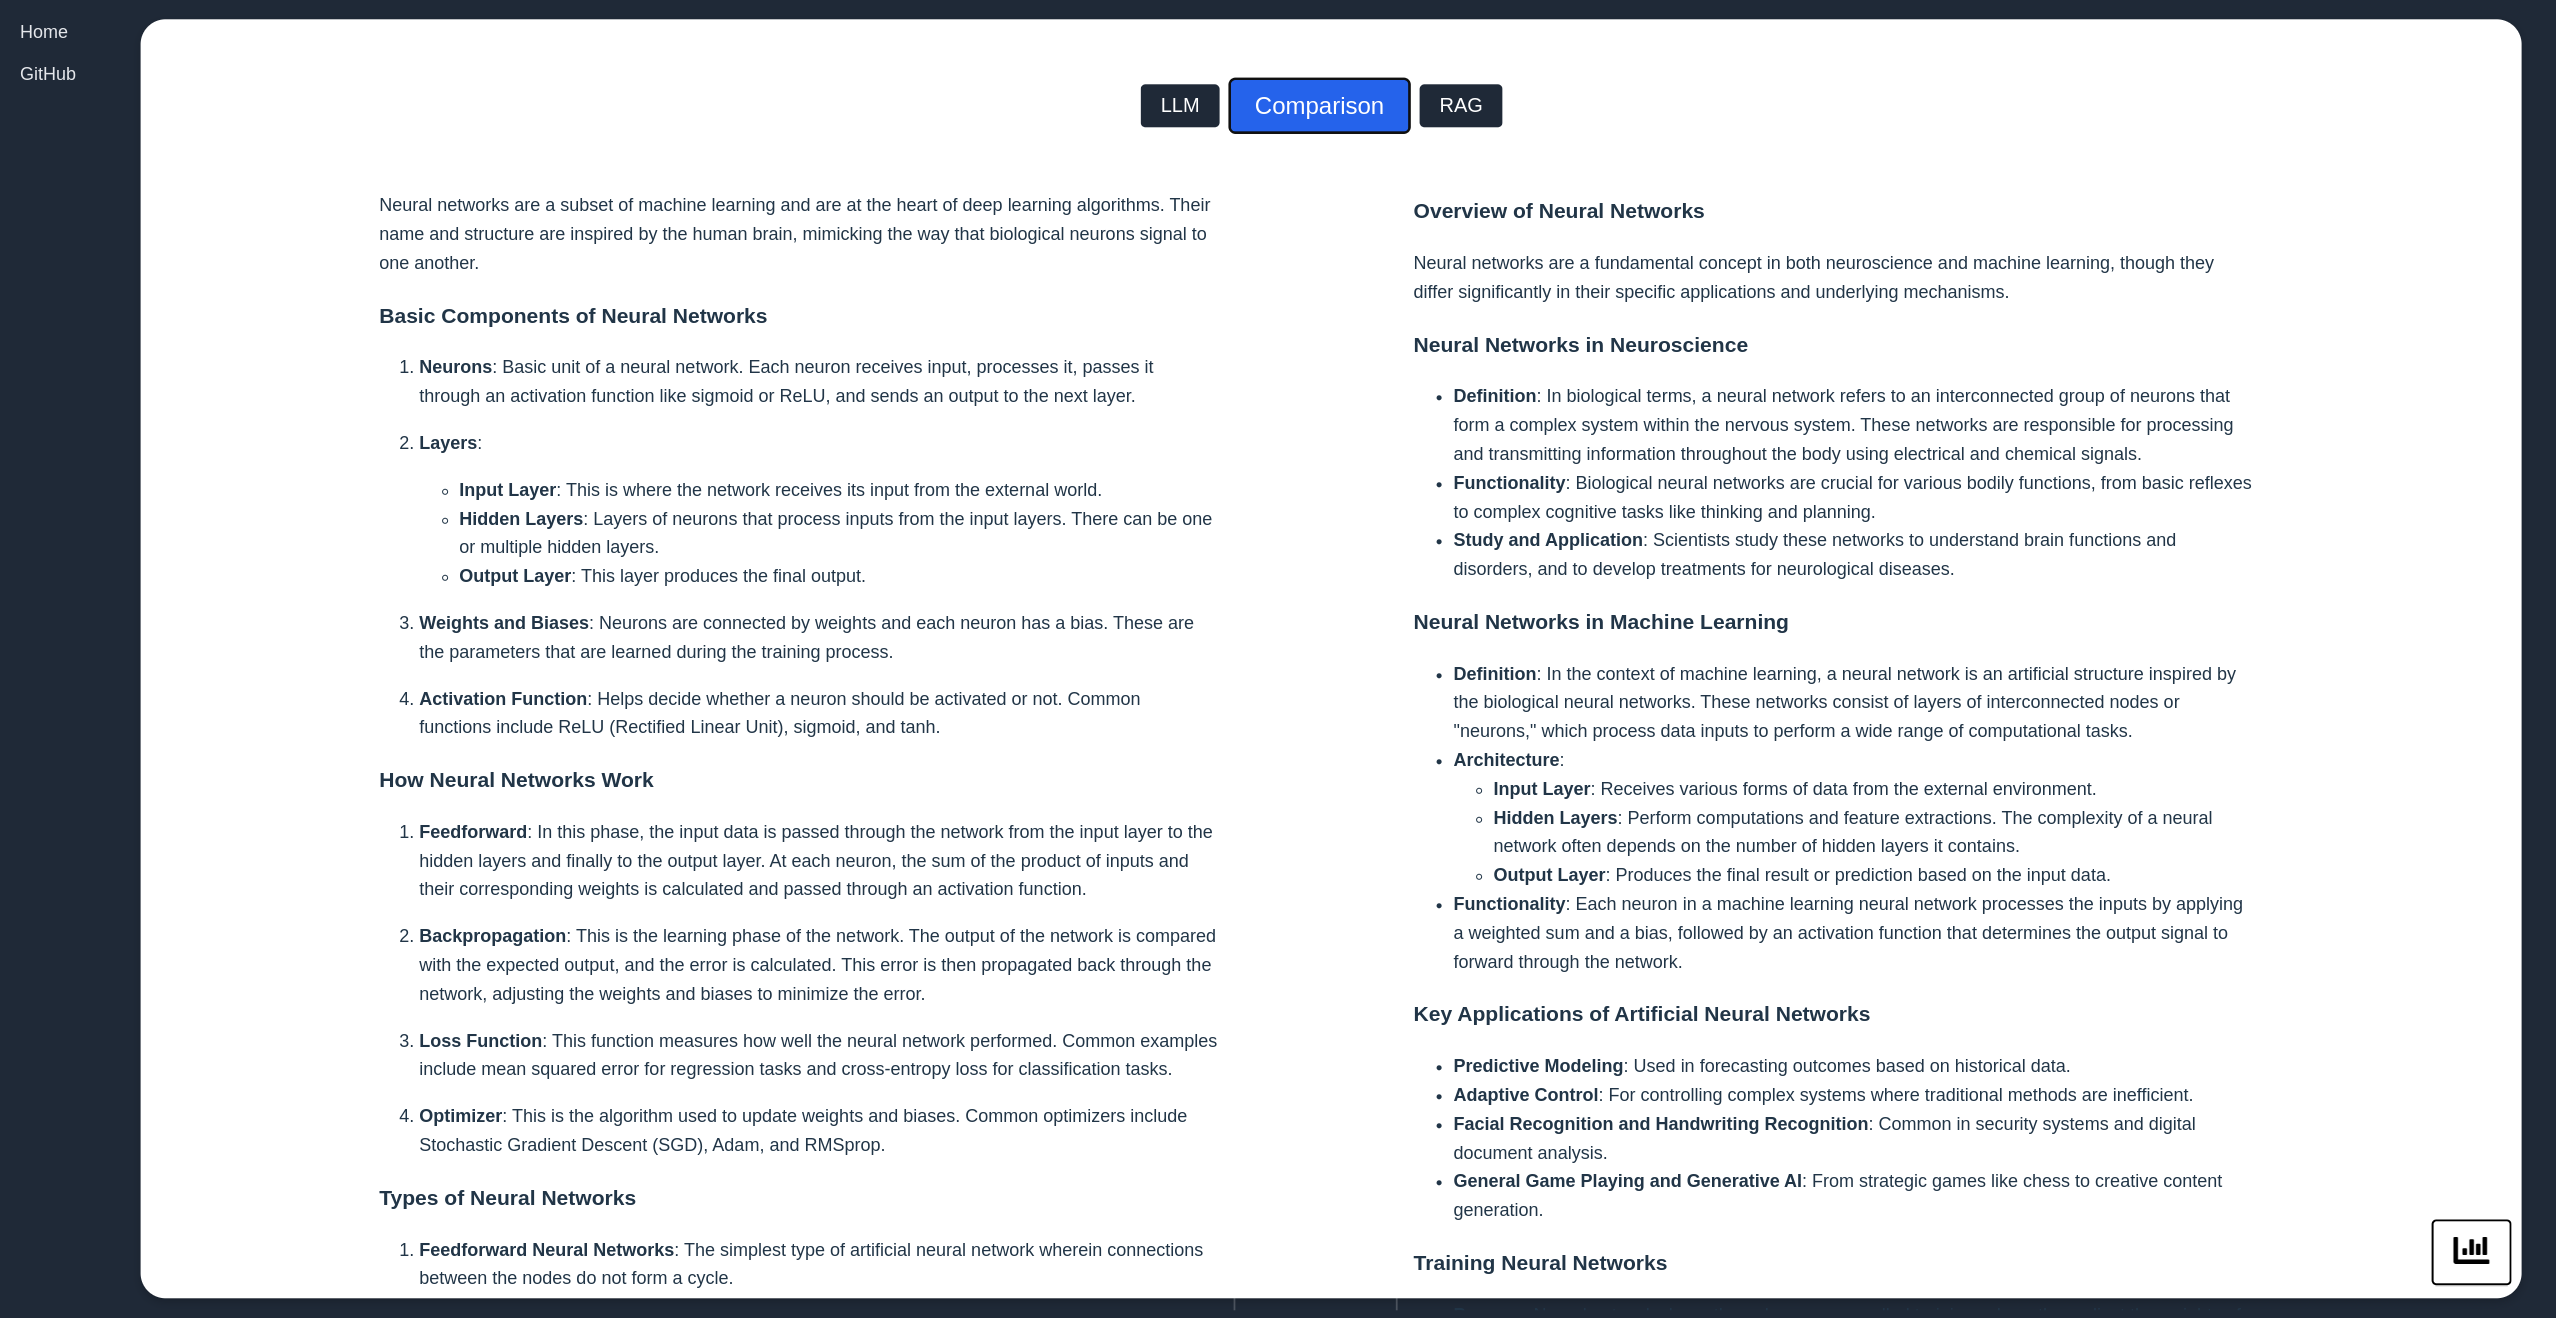 Home
GitHub
LLM
Comparison
RAG
Neural networks are a subset of machine learning and are at the heart of deep learning algorithms. Their
name and structure are inspired by the human brain, mimicking the way that biological neurons signal to
one another.
Basic Components of Neural Networks
1. Neurons: Basic unit of a neural network. Each neuron receives input, processes it, passes it
through an activation function like sigmoid or ReLU, and sends an output to the next layer.
2. Layers:
◦ Input Layer: This is where the network receives its input from the external world.
◦ Hidden Layers: Layers of neurons that process inputs from the input layers. There can be one
or multiple hidden layers.
◦ Output Layer: This layer produces the final output.
3. Weights and Biases: Neurons are connected by weights and each neuron has a bias. These are
the parameters that are learned during the training process.
4. Activation Function: Helps decide whether a neuron should be activated or not. Common
functions include ReLU (Rectified Linear Unit), sigmoid, and tanh.
How Neural Networks Work
1. Feedforward: In this phase, the input data is passed through the network from the input layer to the
hidden layers and finally to the output layer. At each neuron, the sum of the product of inputs and
their corresponding weights is calculated and passed through an activation function.
2. Backpropagation: This is the learning phase of the network. The output of the network is compared
with the expected output, and the error is calculated. This error is then propagated back through the
network, adjusting the weights and biases to minimize the error.
3. Loss Function: This function measures how well the neural network performed. Common examples
include mean squared error for regression tasks and cross-entropy loss for classification tasks.
4. Optimizer: This is the algorithm used to update weights and biases. Common optimizers include
Stochastic Gradient Descent (SGD), Adam, and RMSprop.
Types of Neural Networks
1. Feedforward Neural Networks: The simplest type of artificial neural network wherein connections
between the nodes do not form a cycle.
Overview of Neural Networks
Neural networks are a fundamental concept in both neuroscience and machine learning, though they
differ significantly in their specific applications and underlying mechanisms.
Neural Networks in Neuroscience
• Definition: In biological terms, a neural network refers to an interconnected group of neurons that
form a complex system within the nervous system. These networks are responsible for processing
and transmitting information throughout the body using electrical and chemical signals.
• Functionality: Biological neural networks are crucial for various bodily functions, from basic reflexes
to complex cognitive tasks like thinking and planning.
• Study and Application: Scientists study these networks to understand brain functions and
disorders, and to develop treatments for neurological diseases.
Neural Networks in Machine Learning
• Definition: In the context of machine learning, a neural network is an artificial structure inspired by
the biological neural networks. These networks consist of layers of interconnected nodes or
"neurons," which process data inputs to perform a wide range of computational tasks.
• Architecture:
◦ Input Layer: Receives various forms of data from the external environment.
◦ Hidden Layers: Perform computations and feature extractions. The complexity of a neural
network often depends on the number of hidden layers it contains.
◦ Output Layer: Produces the final result or prediction based on the input data.
• Functionality: Each neuron in a machine learning neural network processes the inputs by applying
a weighted sum and a bias, followed by an activation function that determines the output signal to
forward through the network.
Key Applications of Artificial Neural Networks
• Predictive Modeling: Used in forecasting outcomes based on historical data.
• Adaptive Control: For controlling complex systems where traditional methods are inefficient.
• Facial Recognition and Handwriting Recognition: Common in security systems and digital
document analysis.
• General Game Playing and Generative AI: From strategic games like chess to creative content
generation.
Training Neural Networks